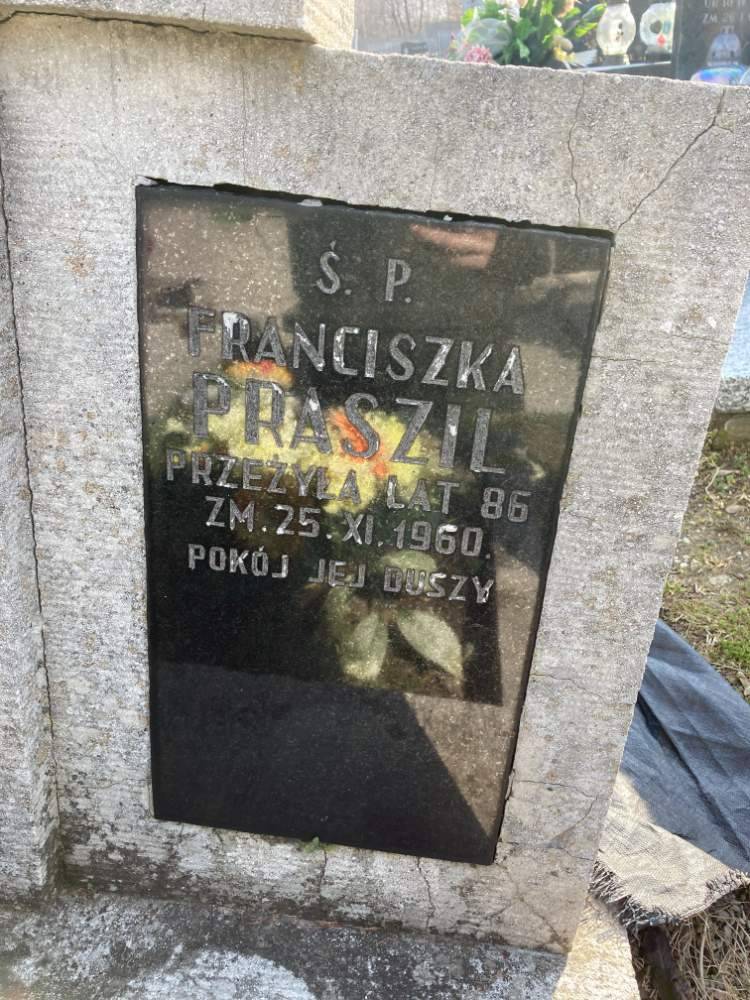 Ś. P.
FRANCISZKA
PRASZIL
PRZEŻYŁA LAT 86
ZM. 25. XI. 1960.
POKÓJ JEJ DUSZY